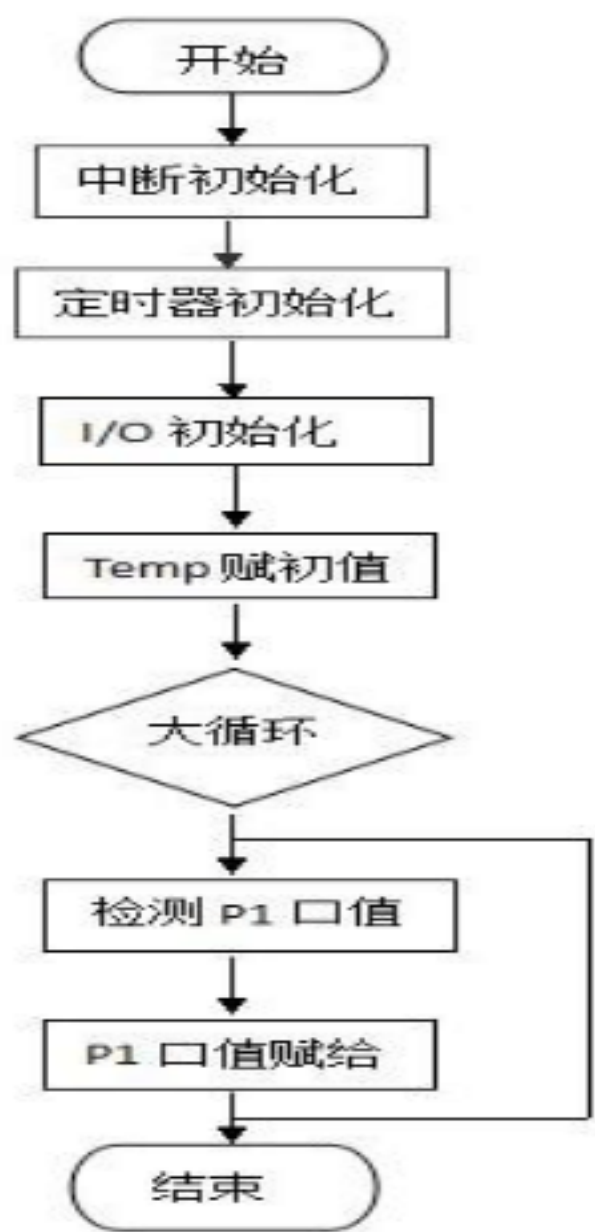 开始
中断初始化
定时器初始化
I/O 初始化
Temp 赋初值
大循环
检测 P1 口值
P1 口值赋给
结束